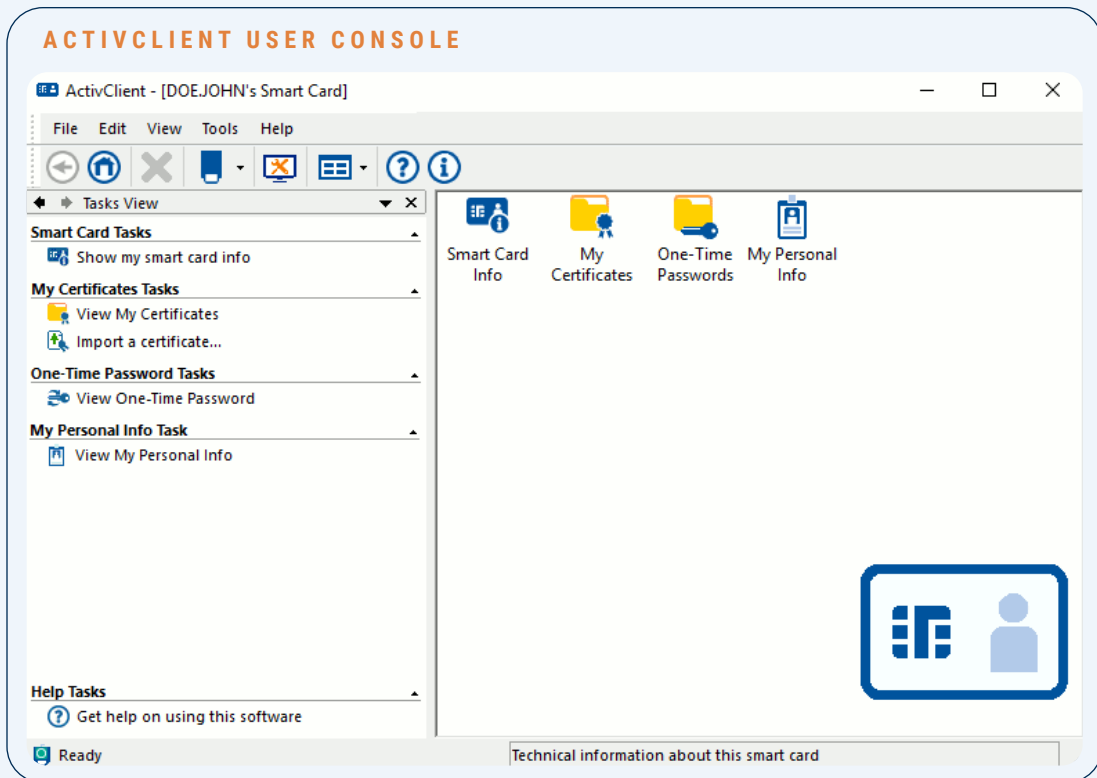 ACTIVCLIENT USER CONSOLE
ActivClient - [DOE.JOHN's Smart Card]
File Edit View Tools Help
Tasks View
Smart Card Tasks
Show my smart card info
My Certificates Tasks
View My Certificates
Import a certificate...
One-Time Password Tasks
View One-Time Password
My Personal Info Task
View My Personal Info
Help Tasks
Get help on using this software
Smart Card
Info
My
Certificates
One-Time
Passwords
My Personal
Info
Ready
Technical information about this smart card